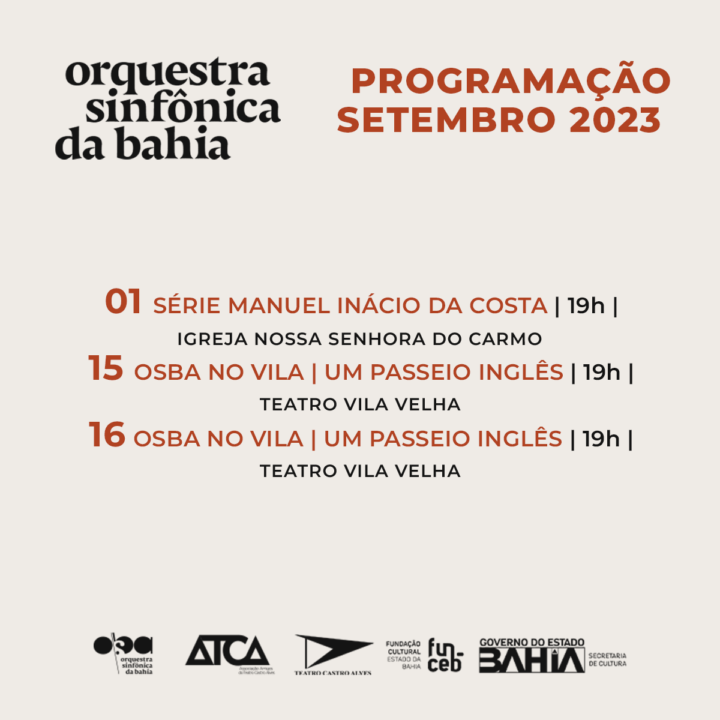 orquestra
sinfônica
da bahia
PROGRAMAÇÃO
SETEMBRO 2023
01 SÉRIE MANUEL INÁCIO DA COSTA | 19h |
IGREJA NOSSA SENHORA DO CARMO
15 OSBA NO VILA | UM PASSEIO INGLÊS | 19h |
TEATRO VILA VELHA
16 OSBA NO VILA | UM PASSEIO INGLÊS | 19h |
TEATRO VILA VELHA
orquestra
sinfônica
da bahia
ATCA
TEATRO CASTRO ALVES
FUNDAÇÃO
CULTURAL
ESTADO DA
BAHIA
fun
ceb
GOVERNO DO ESTADO
BAHIA
SECRETARIA
DE CULTURA